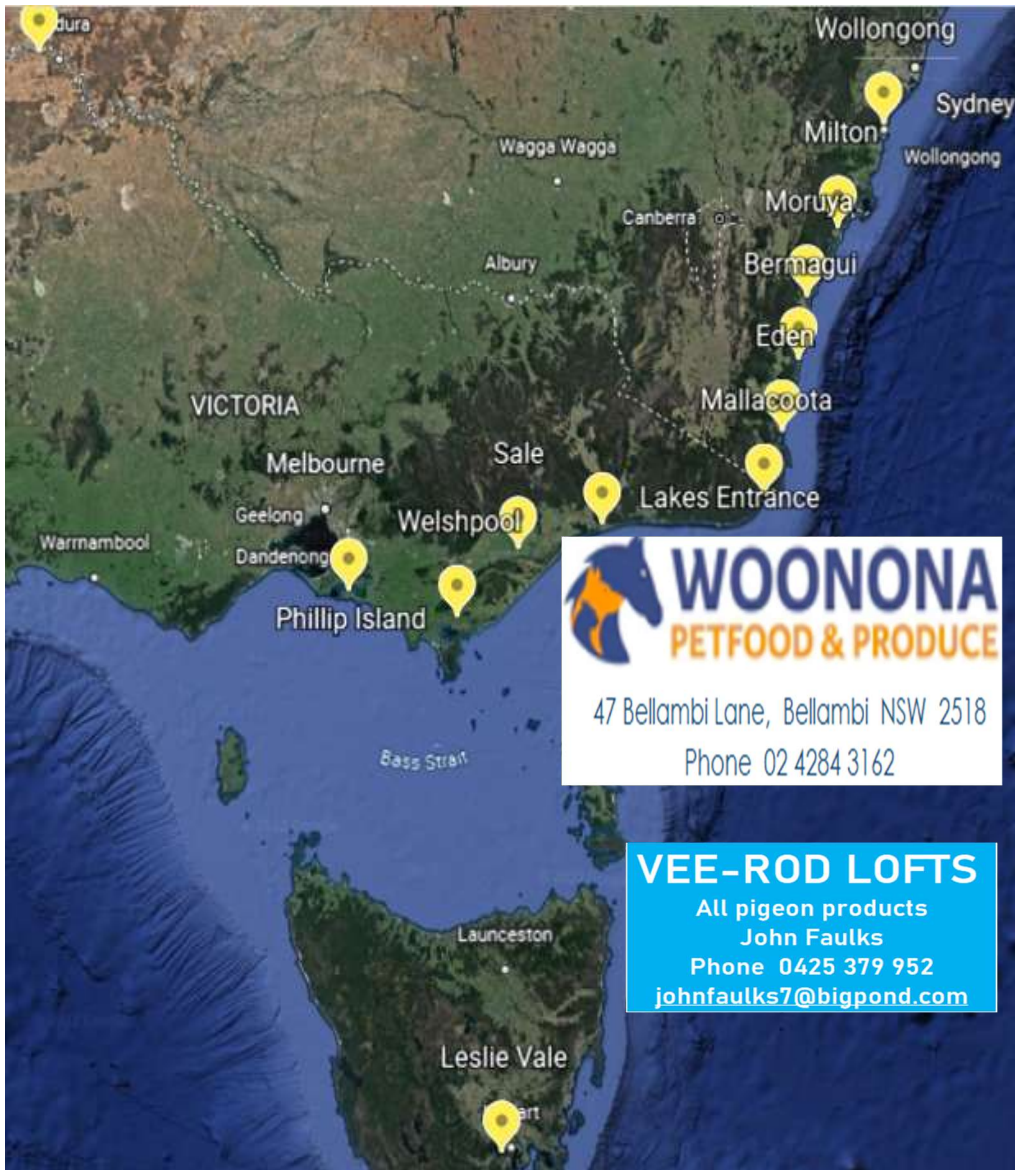 dura
Wollongong
Sydney
Milton
Wollongong
Wagga Wagga
Moruya
Canberra
Bermagui
Albury
Eden
Mallacoota
VICTORIA
Sale
Melbourne
Lakes Entrance
Geelong
Welshpool
Warrnambool
Dandenong
Phillip Island
WOONONA
PETFOOD & PRODUCE
47 Bellambi Lane, Bellambi NSW 2518
Phone 02 4284 3162
Bass Strait
VEE-ROD LOFTS
All pigeon products
John Faulks
Phone 0425 379 952
johnfaulks7@bigpond.com
Launceston
Leslie Vale
art